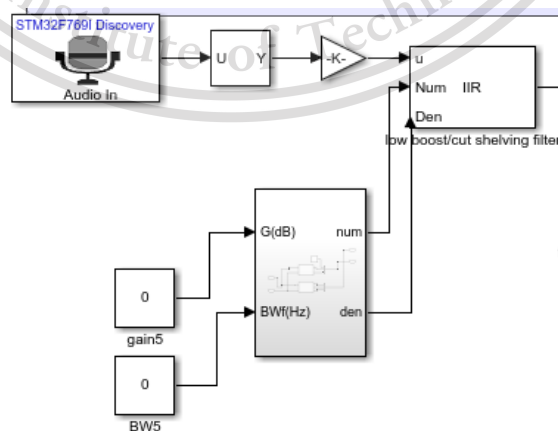 STM32F769I Discovery
Audio In
U Y
-K-
u
Num IIR
Den
low boost/cut shelving filter
G(dB) num
BWf(Hz) den
0
gain5
0
BW5